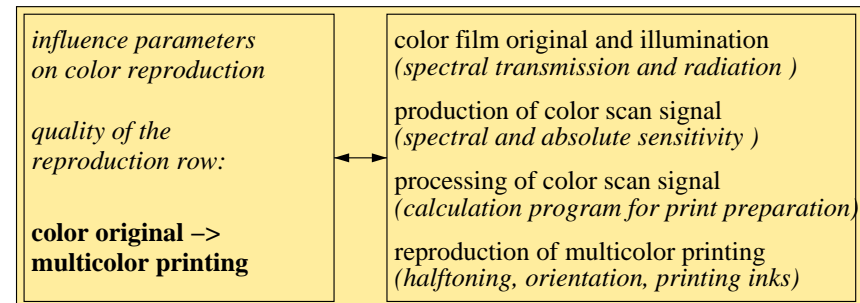 influence parameters
on color reproduction
quality of the
reproduction row:
color original −>
multicolor printing
color film original and illumination
(spectral transmission and radiation )
production of color scan signal
(spectral and absolute sensitivity )
processing of color scan signal
(calculation program for print preparation)
reproduction of multicolor printing
(halftoning, orientation, printing inks)